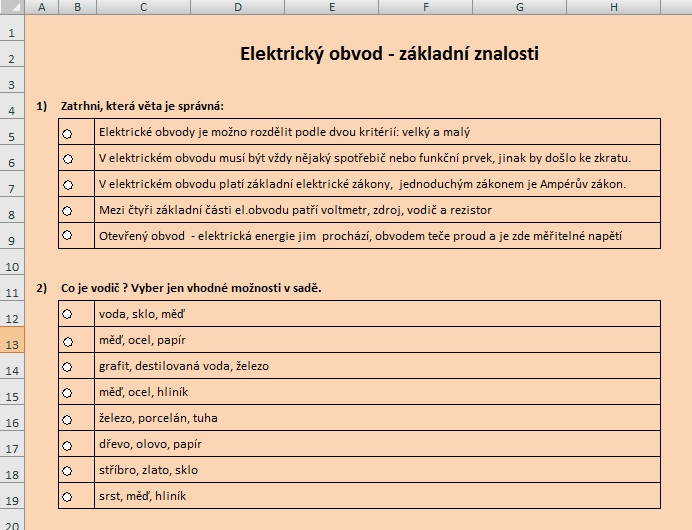 A B C D E F G H
1
2 Elektrický obvod - základní znalosti
3
4 1) Zatrhni, která věta je správná:
5 Elektrické obvody je možno rozdělit podle dvou kritérií: velký a malý
6 V elektrickém obvodu musí být vždy nějaký spotřebič nebo funkční prvek, jinak by došlo ke zkratu.
7 V elektrickém obvodu platí základní elektrické zákony, jednoduchým zákonem je Ampérův zákon.
8 Mezi čtyři základní části el.obvodu patří voltmetr, zdroj, vodič a rezistor
9 Otevřený obvod - elektrická energie jim prochází, obvodem teče proud a je zde měřitelné napětí
10
11 2) Co je vodič ? Vyber jen vhodné možnosti v sadě.
12 voda, sklo, měď
13 měď, ocel, papír
14 grafit, destilovaná voda, železo
15 měď, ocel, hliník
16 železo, porcelán, tuha
17 dřevo, olovo, papír
18 stříbro, zlato, sklo
19 srst, měď, hliník
20